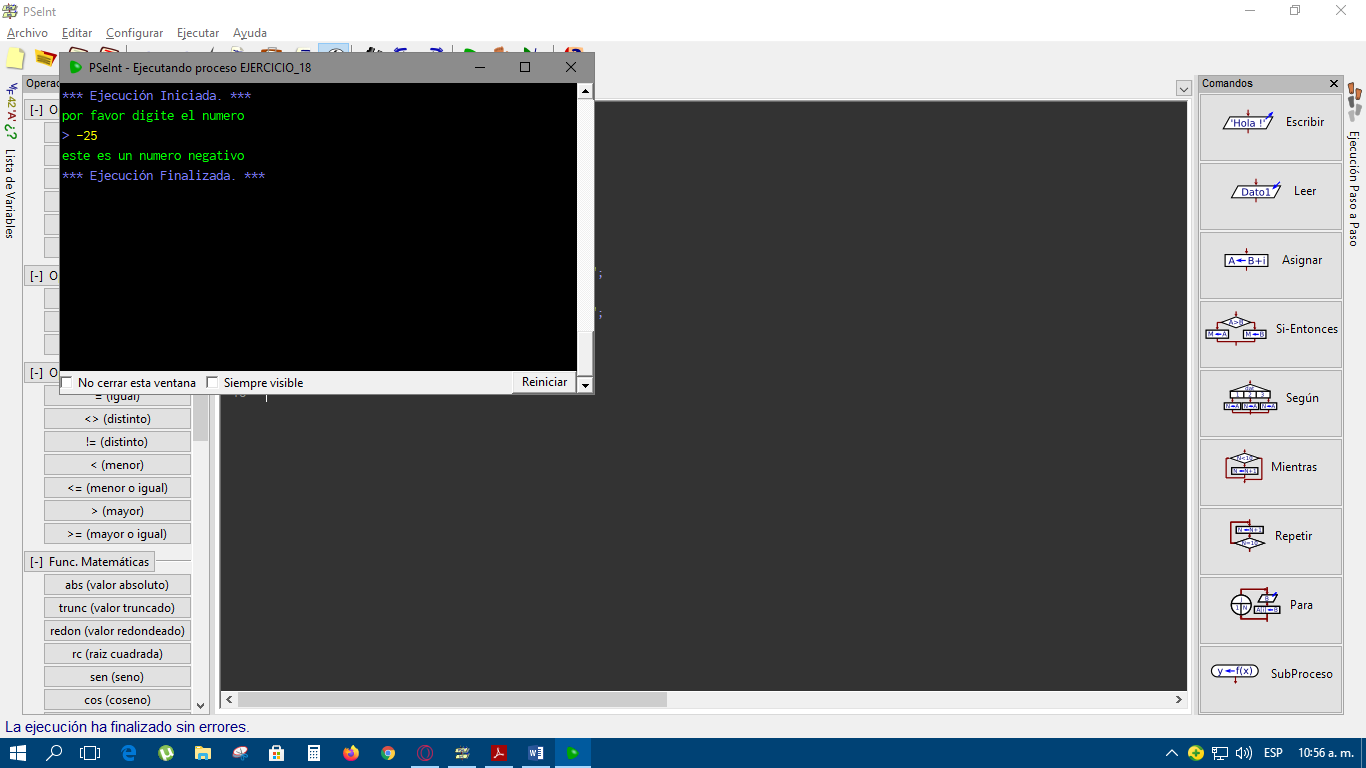 PSeInt
Archivo Editar Configurar Ejecutar Ayuda
PSeInt - Ejecutando proceso EJERCICIO_18
*** Ejecución Iniciada. ***
por favor digite el numero
> -25
este es un numero negativo
*** Ejecución Finalizada. ***
No cerrar esta ventana Siempre visible Reiniciar
Lista de Variables
[-] O
[-] O
[-] O
= (igual)
<> (distinto)
!= (distinto)
< (menor)
<= (menor o igual)
> (mayor)
>= (mayor o igual)
[-] Func. Matemáticas
abs (valor absoluto)
trunc (valor truncado)
redon (valor redondeado)
rc (raiz cuadrada)
sen (seno)
cos (coseno)
Comandos
'Hola !' Escribir
Dato1 Leer
A←B+i Asignar
Si-Entonces
Según
Mientras
Repetir
Para
y←f(x) SubProceso
Ejecución Paso a Paso
La ejecución ha finalizado sin errores.
ESP 10:56 a. m.